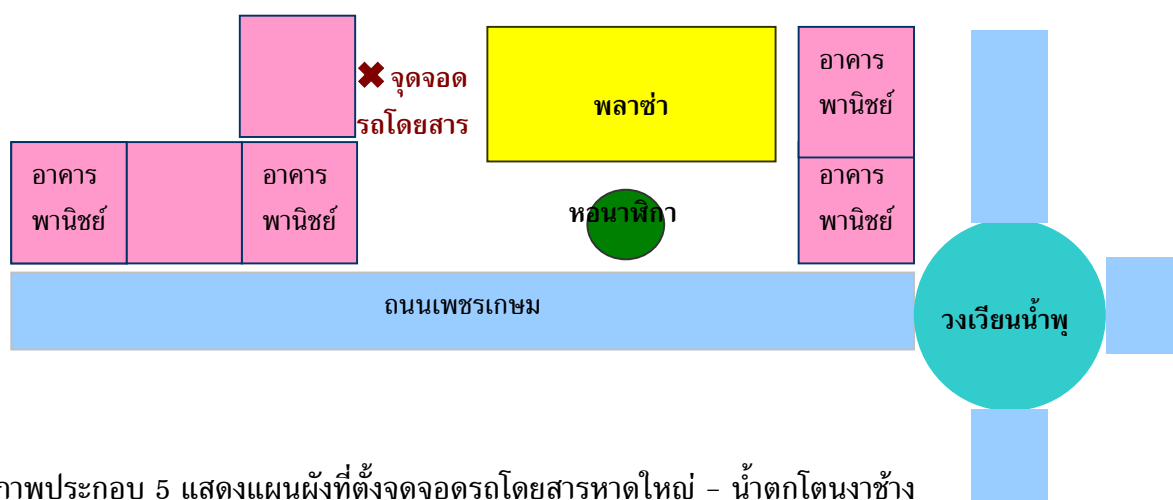 ✖ จุดจอด
รถโดยสาร
พลาซ่า
อาคาร
พานิชย์
อาคาร
พานิชย์
อาคาร
พานิชย์
อาคาร
พานิชย์
หอนาฬิกา
ถนนเพชรเกษม
วงเวียนน้ำพุ
ภาพประกอบ 5 แสดงแผนผังที่ตั้งจุดจอดรถโดยสารหาดใหญ่ – น้ำตกโตนงาช้าง